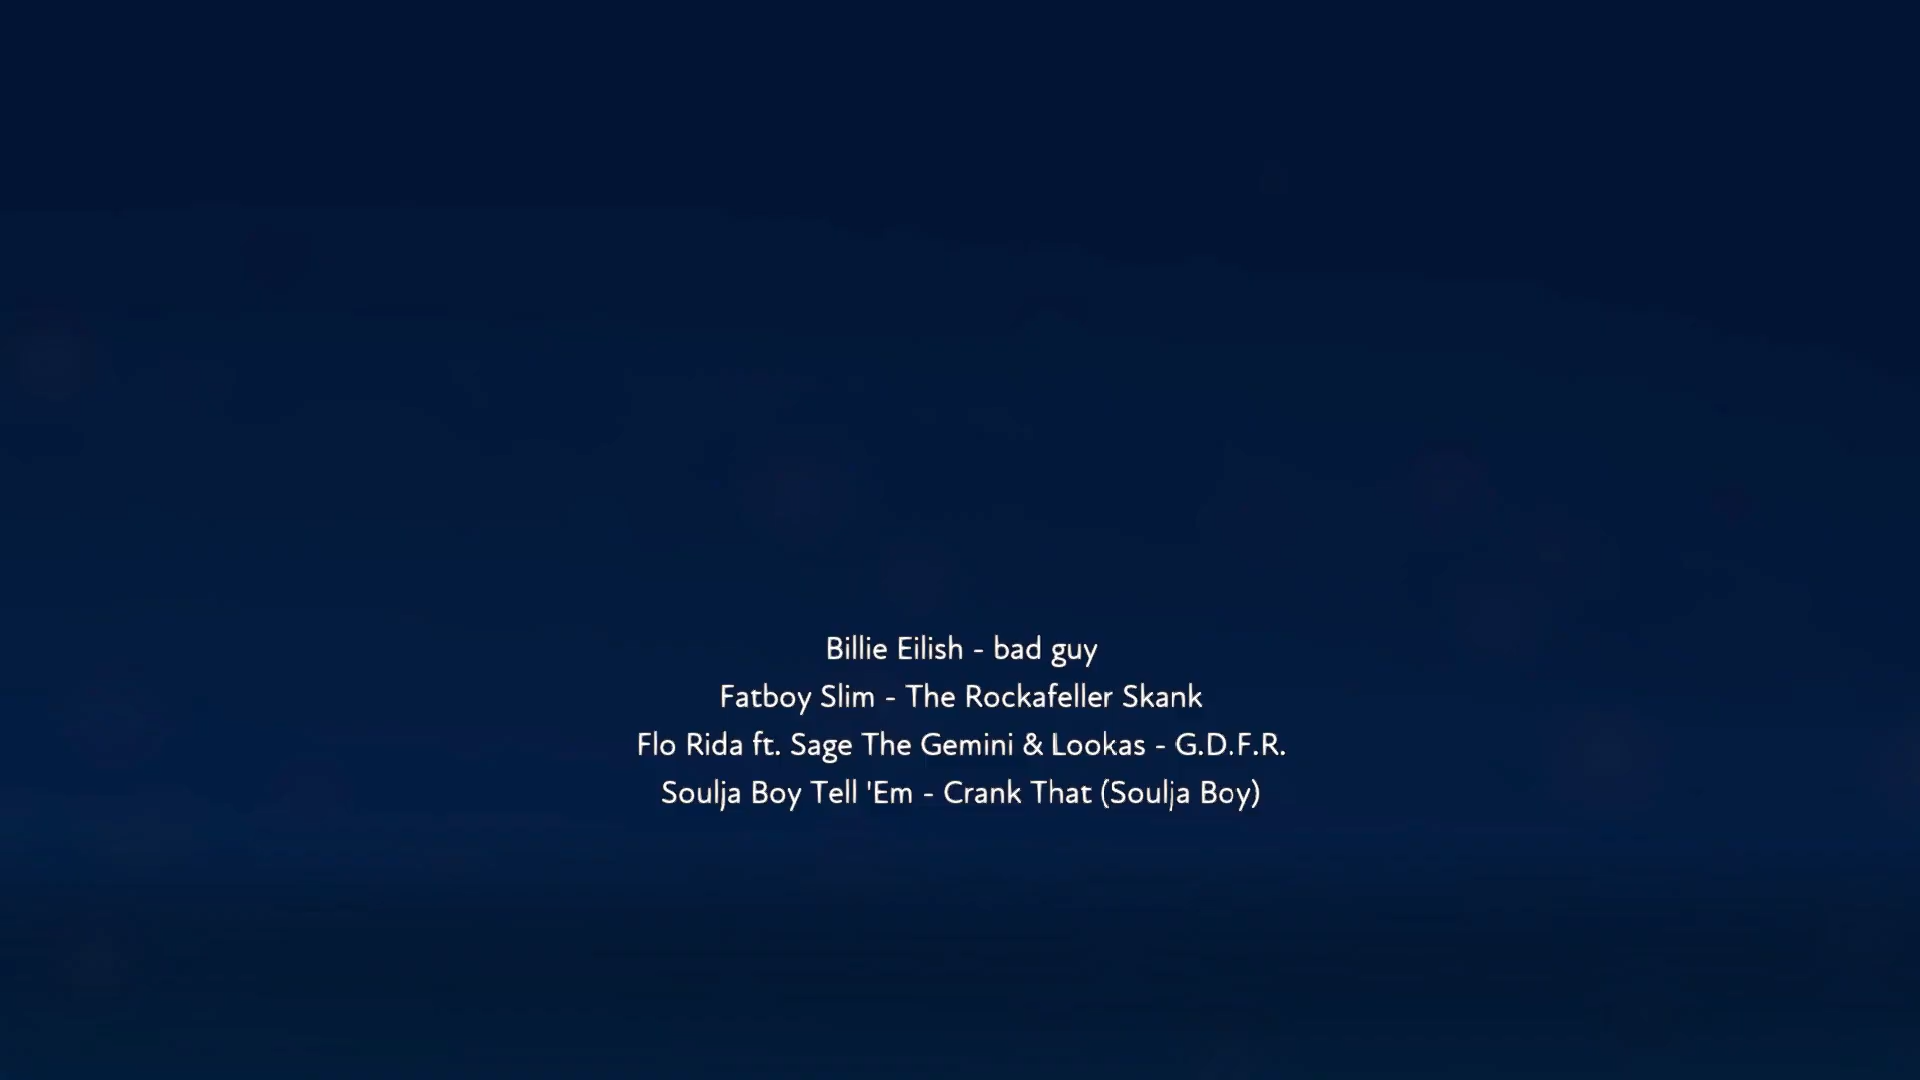 Billie Eilish - bad guy
Fatboy Slim - The Rockafeller Skank
Flo Rida ft. Sage The Gemini & Lookas - G.D.F.R.
Soulja Boy Tell 'Em - Crank That (Soulja Boy)